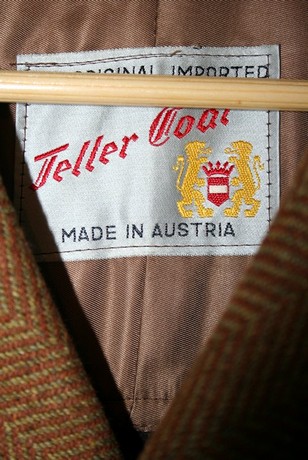 ORIGINAL IMPORTED
Teller Coat
MADE IN AUSTRIA